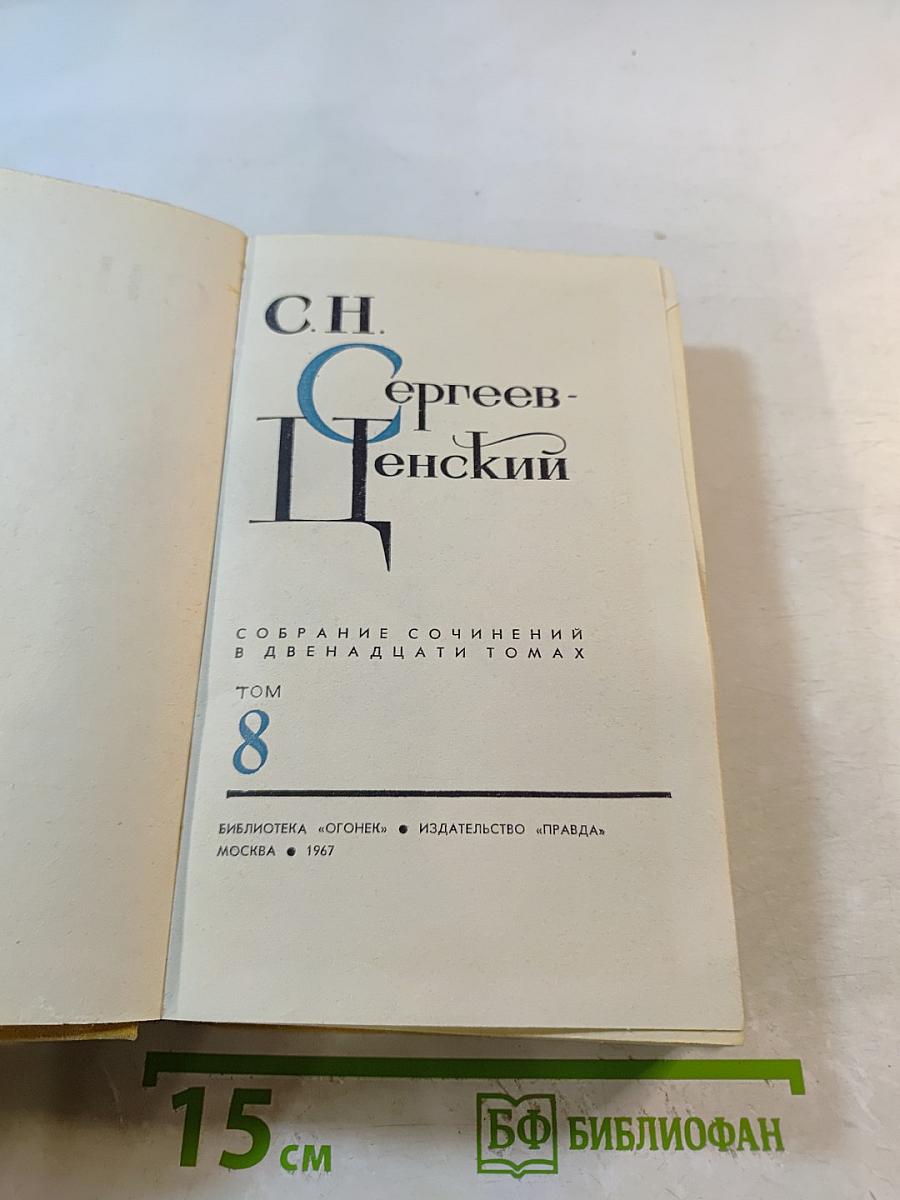 С. Н.
Сергеев-
Ценский
СОБРАНИЕ СОЧИНЕНИЙ
В ДВЕНАДЦАТИ ТОМАХ
ТОМ
8
БИБЛИОТЕКА «ОГОНЕК» ● ИЗДАТЕЛЬСТВО «ПРАВДА»
МОСКВА ● 1967
15 см
БФ БИБЛИОФАН